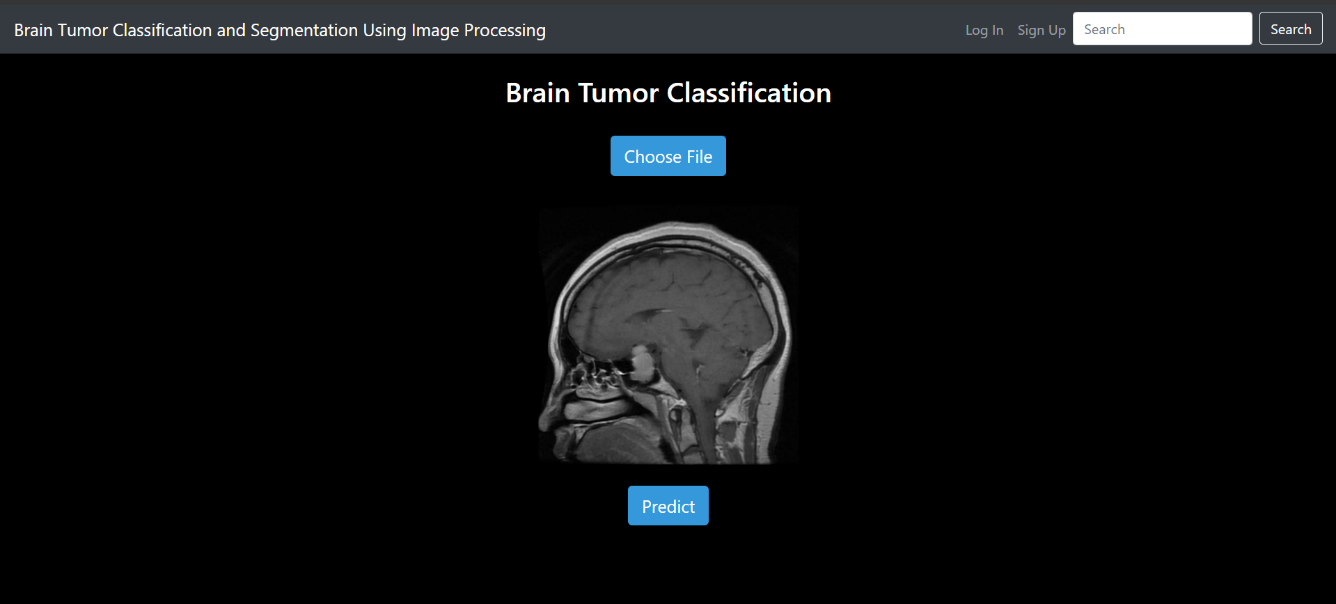 Brain Tumor Classification and Segmentation Using Image Processing
Log In Sign Up Search Search
Brain Tumor Classification
Choose File
Predict